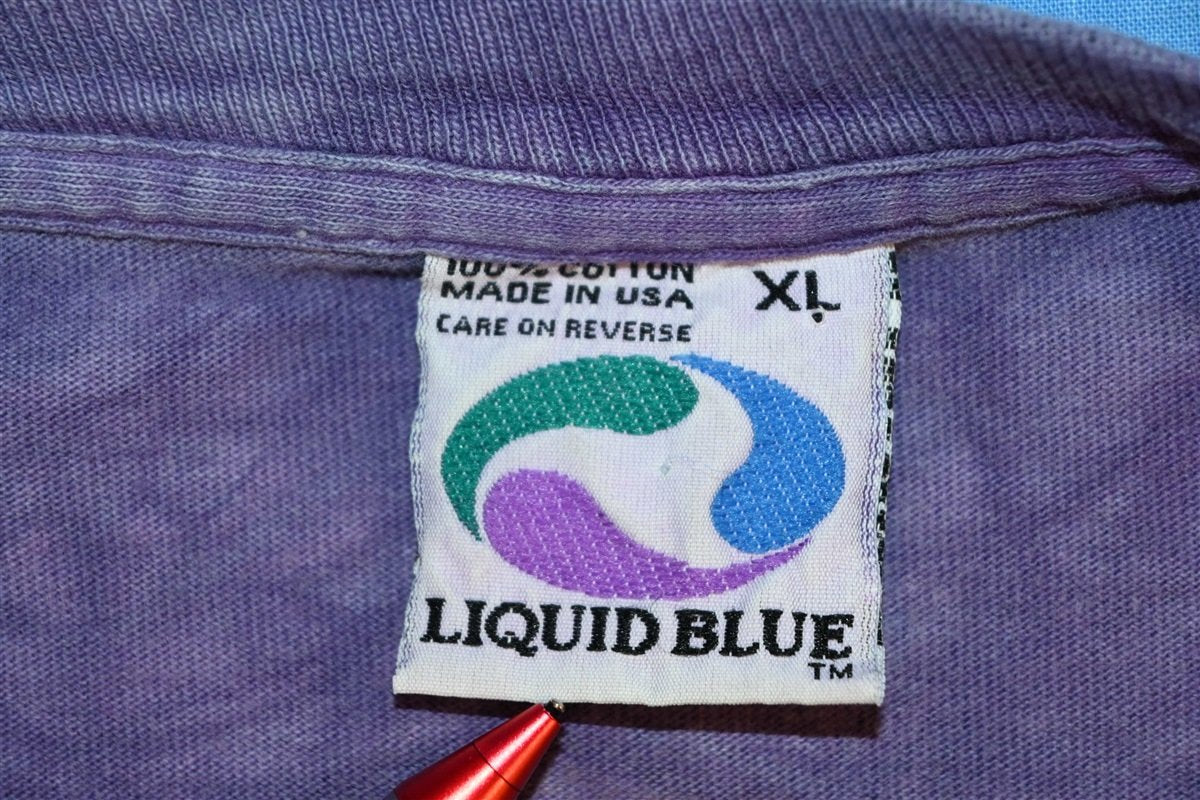 100% COTTON
MADE IN USA
CARE ON REVERSE
XL
LIQUID BLUE
TM